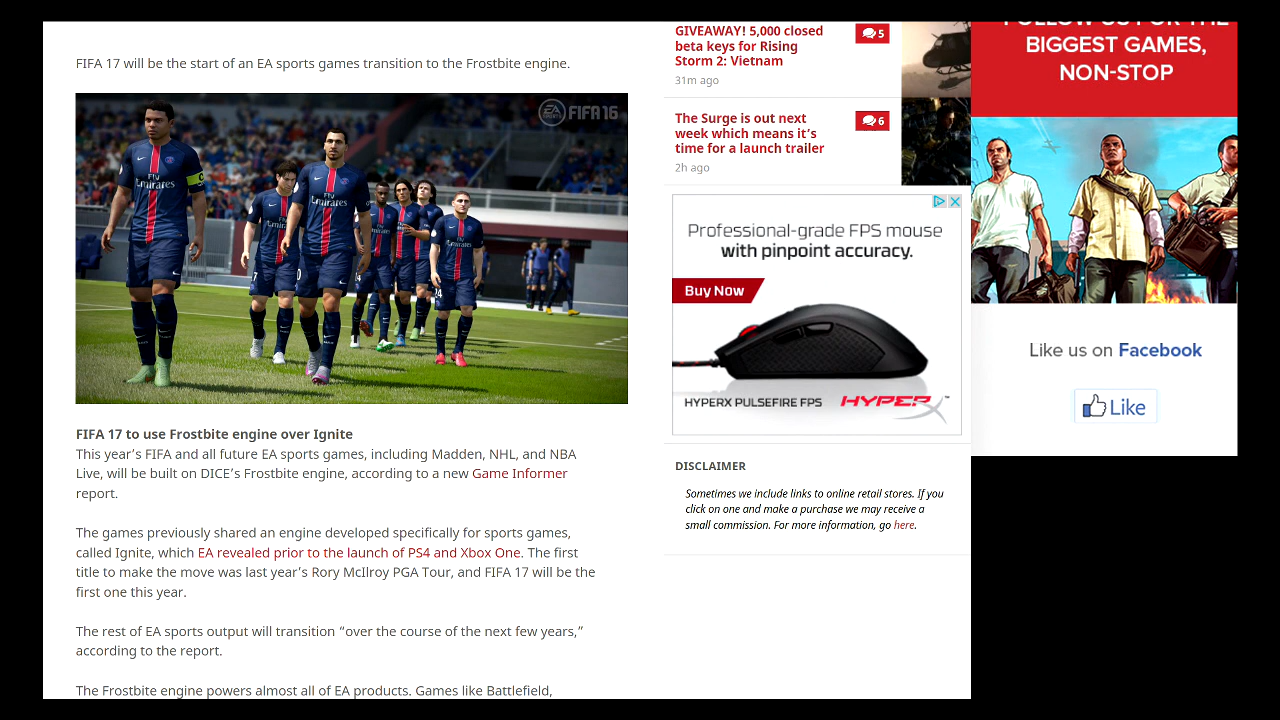 FIFA 17 will be the start of an EA sports games transition to the Frostbite engine.
EA SPORTS FIFA 16
Fly Emirates
Fly Emirates
FIFA 17 to use Frostbite engine over Ignite
This year's FIFA and all future EA sports games, including Madden, NHL, and NBA
Live, will be built on DICE's Frostbite engine, according to a new Game Informer
report.
The games previously shared an engine developed specifically for sports games,
called Ignite, which EA revealed prior to the launch of PS4 and Xbox One. The first
title to make the move was last year's Rory McIlroy PGA Tour, and FIFA 17 will be the
first one this year.
The rest of EA sports output will transition “over the course of the next few years,”
according to the report.
The Frostbite engine powers almost all of EA products. Games like Battlefield,
GIVEAWAY! 5,000 closed
beta keys for Rising
Storm 2: Vietnam
5
31m ago
The Surge is out next
week which means it's
time for a launch trailer
6
2h ago
Professional-grade FPS mouse
with pinpoint accuracy.
Buy Now
HYPERX PULSEFIRE FPS
HYPERX™
DISCLAIMER
Sometimes we include links to online retail stores. If you
click on one and make a purchase we may receive a
small commission. For more information, go here.
FOLLOW US FOR THE
BIGGEST GAMES,
NON-STOP
Like us on Facebook
Like